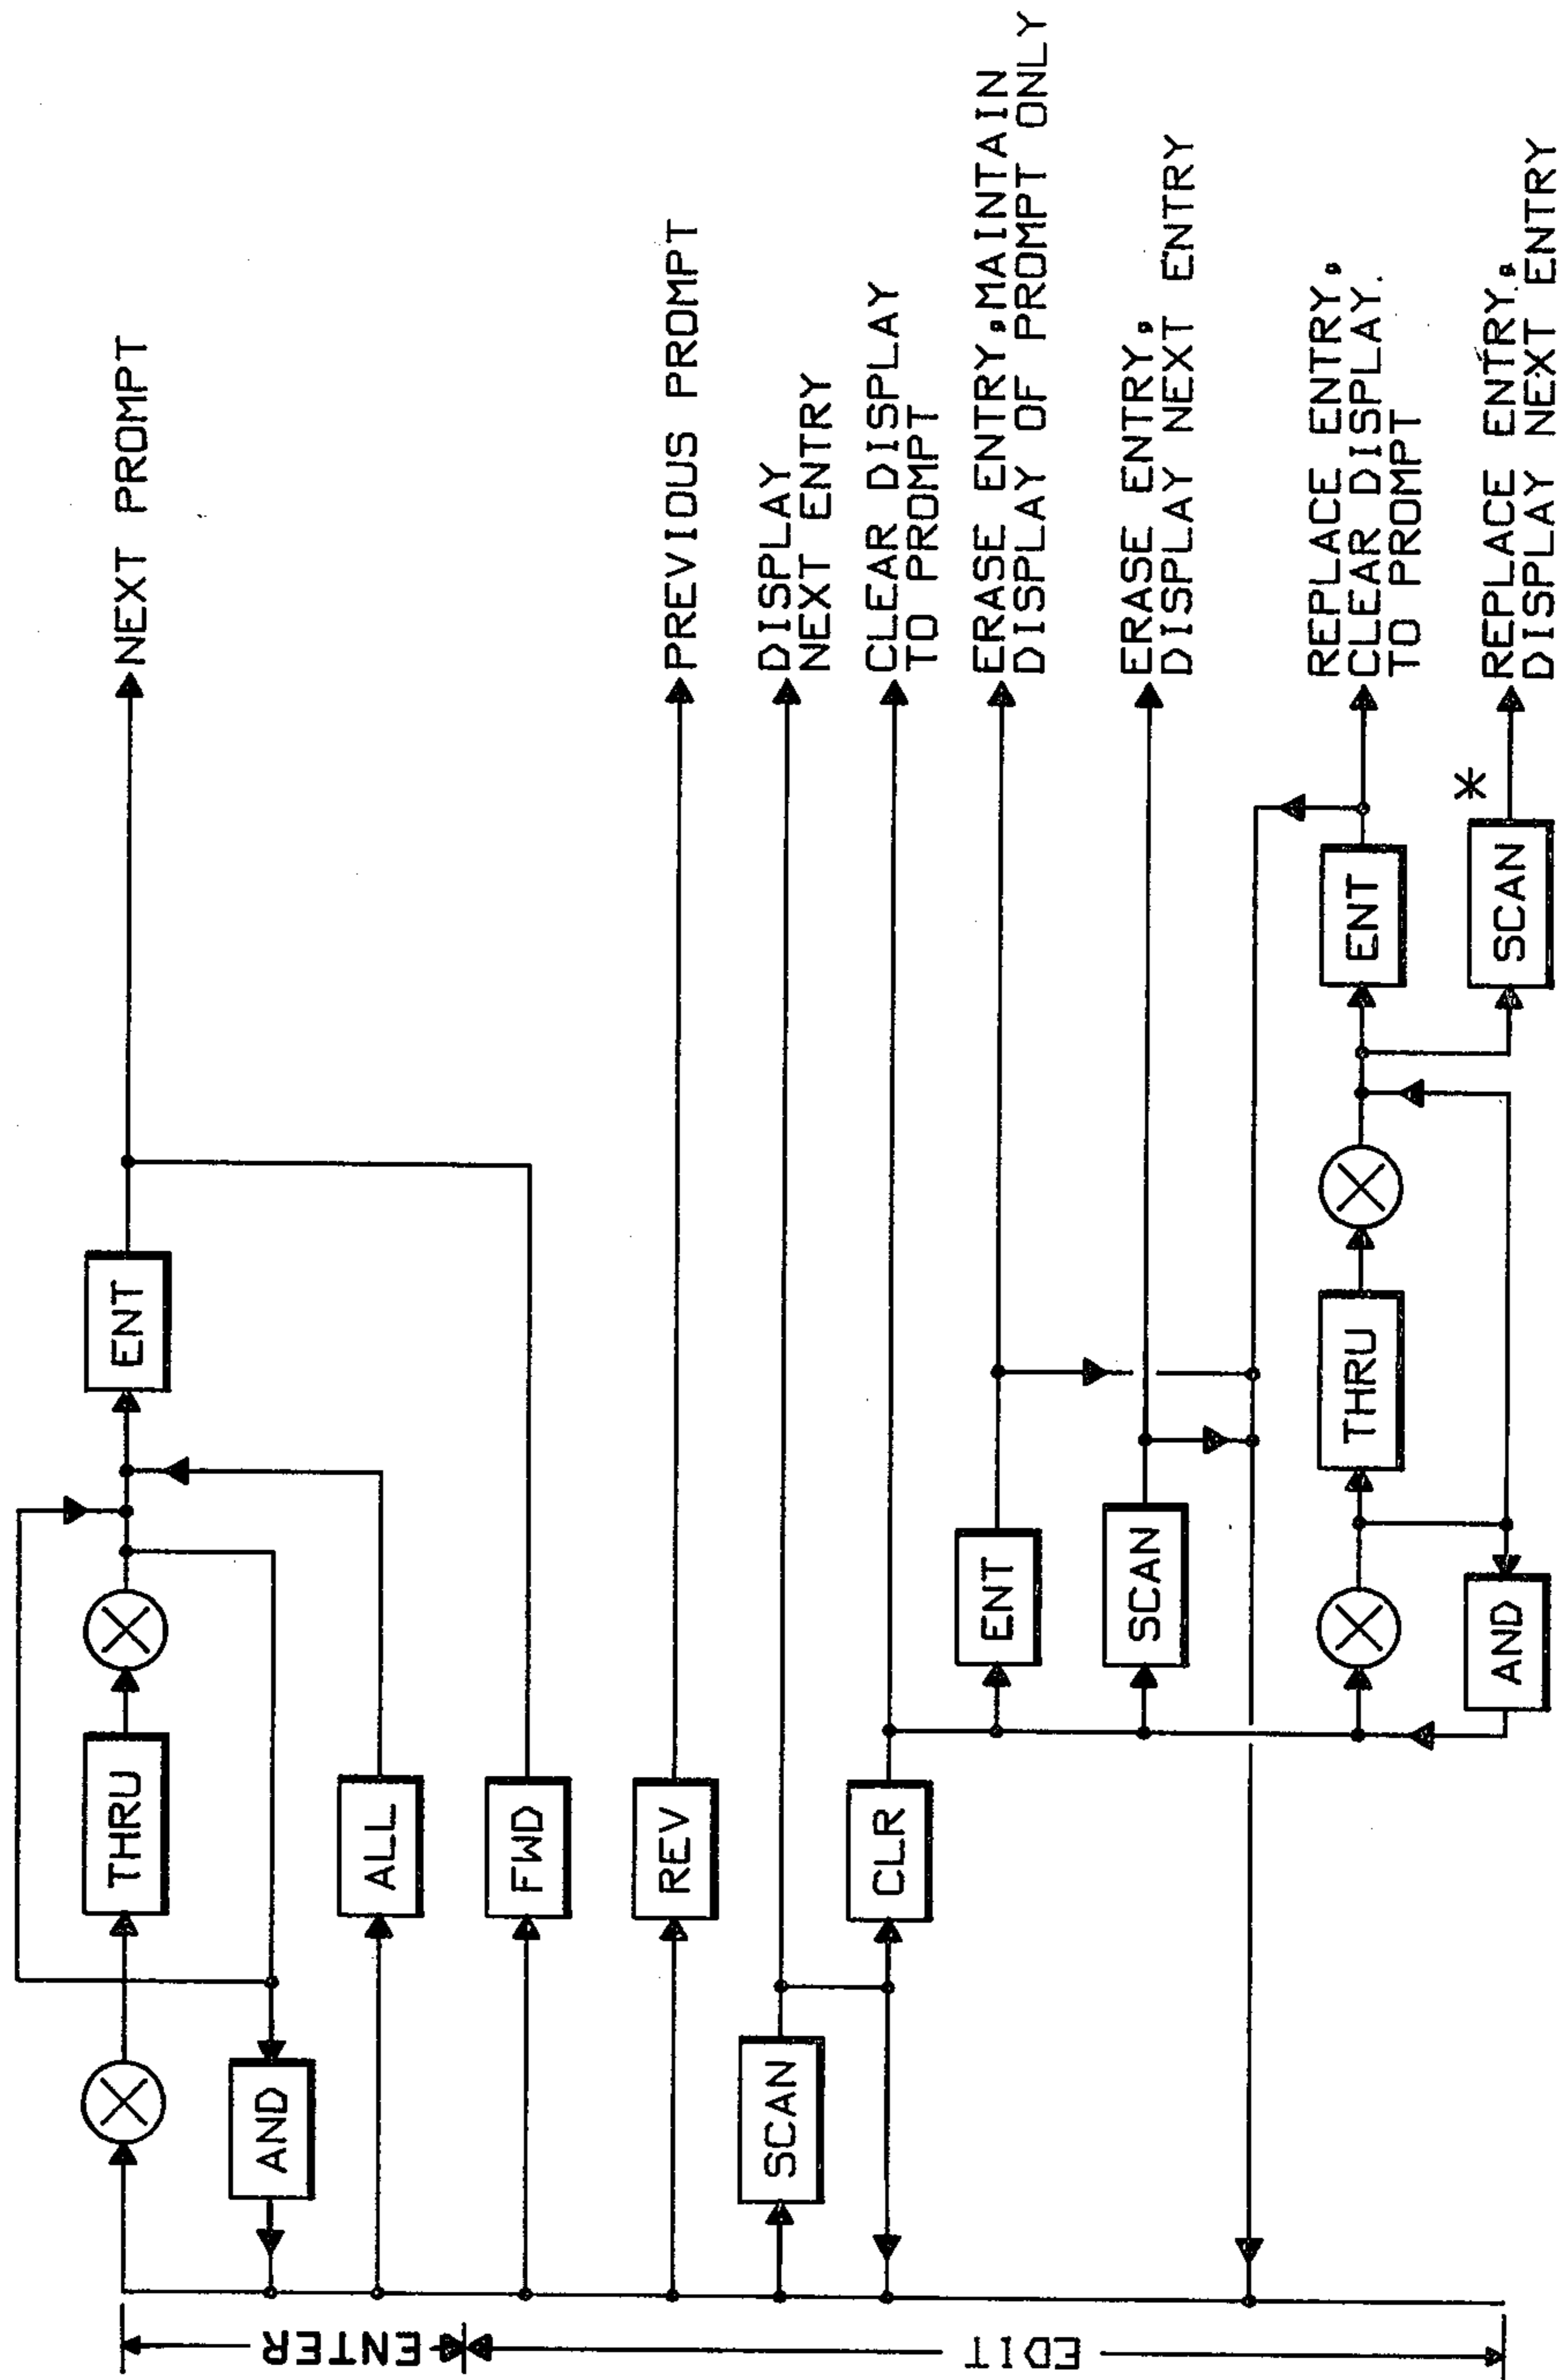 ENTER
EDIT
THRU
ENT
NEXT PROMPT
AND
ALL
FWD
REV
PREVIOUS PROMPT
SCAN
DISPLAY
NEXT ENTRY
CLR
CLEAR DISPLAY
TO PROMPT
ENT
ERASE ENTRY,MAINTAIN
DISPLAY OF PROMPT ONLY
SCAN
ERASE ENTRY,
DISPLAY NEXT ENTRY
THRU
ENT
REPLACE ENTRY,
CLEAR DISPLAY.
TO PROMPT
AND
SCAN
*
REPLACE ENTRY,
DISPLAY NEXT ENTRY